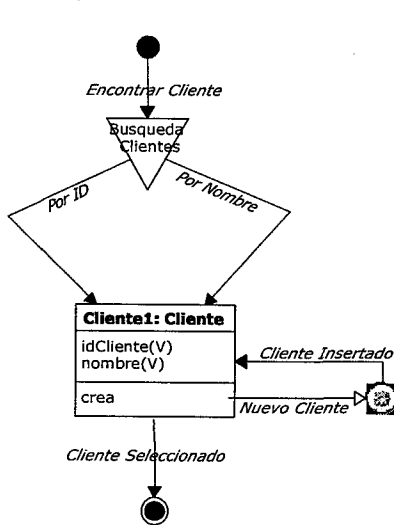 Encontrar Cliente
Busqueda
Clientes
Por ID
Por Nombre
Cliente1: Cliente
idCliente(V)
nombre(V)
Cliente Insertado
crea
Nuevo Cliente
Cliente Seleccionado